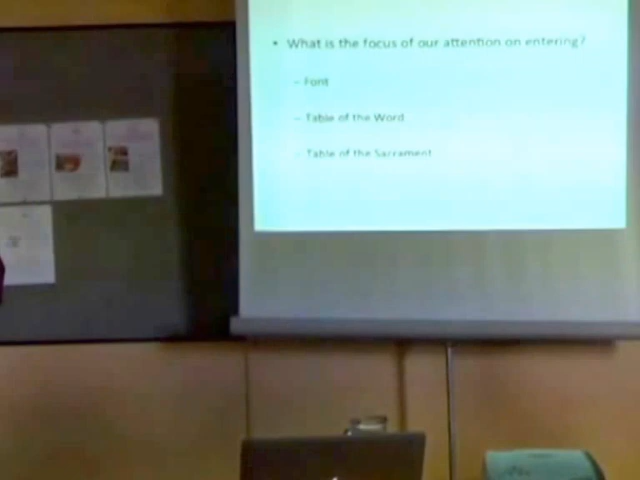 • What is the focus of our attention on entering?
– Font
– Table of the Word
– Table of the Sacrament